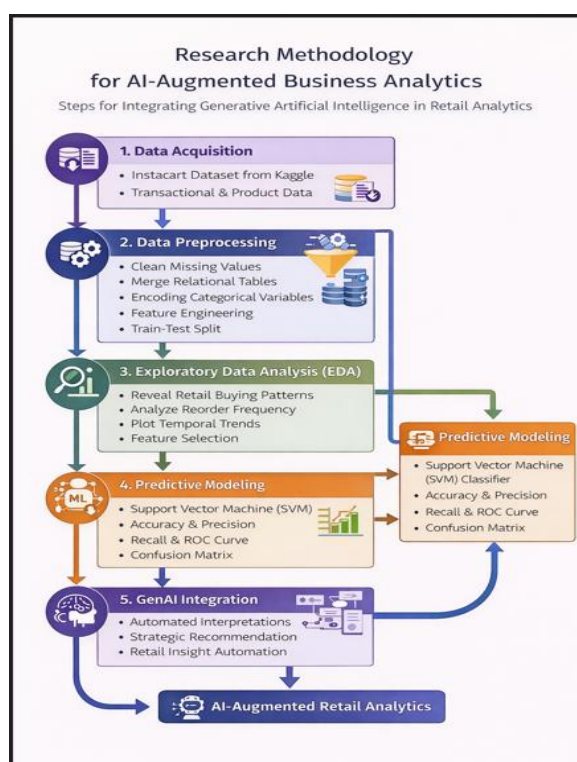 Research Methodology
for AI-Augmented Business Analytics
Steps for Integrating Generative Artificial Intelligence in Retail Analytics
1. Data Acquisition
• Instacart Dataset from Kaggle
• Transactional & Product Data
2. Data Preprocessing
• Clean Missing Values
• Merge Relational Tables
• Encoding Categorical Variables
• Feature Engineering
• Train-Test Split
3. Exploratory Data Analysis (EDA)
• Reveal Retail Buying Patterns
• Analyze Reorder Frequency
• Plot Temporal Trends
• Feature Selection
ML
4. Predictive Modeling
• Support Vector Machine (SVM)
• Accuracy & Precision
• Recall & ROC Curve
• Confusion Matrix
Predictive Modeling
• Support Vector Machine
(SVM) Classifier
• Accuracy & Precision
• Recall & ROC Curve
• Confusion Matrix
5. GenAI Integration
• Automated Interpretations
• Strategic Recommendation
• Retail Insight Automation
AI-Augmented Retail Analytics